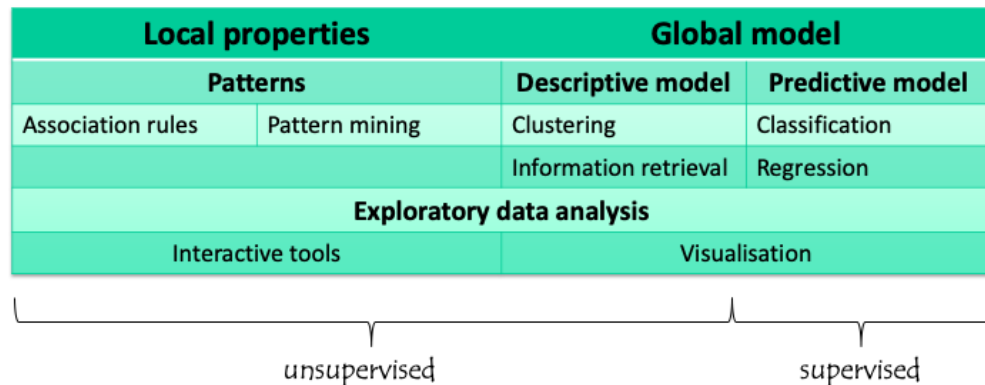 Local properties Global model
Patterns Descriptive model Predictive model
Association rules Pattern mining Clustering Classification
Information retrieval Regression
Exploratory data analysis
Interactive tools Visualisation
unsupervised supervised